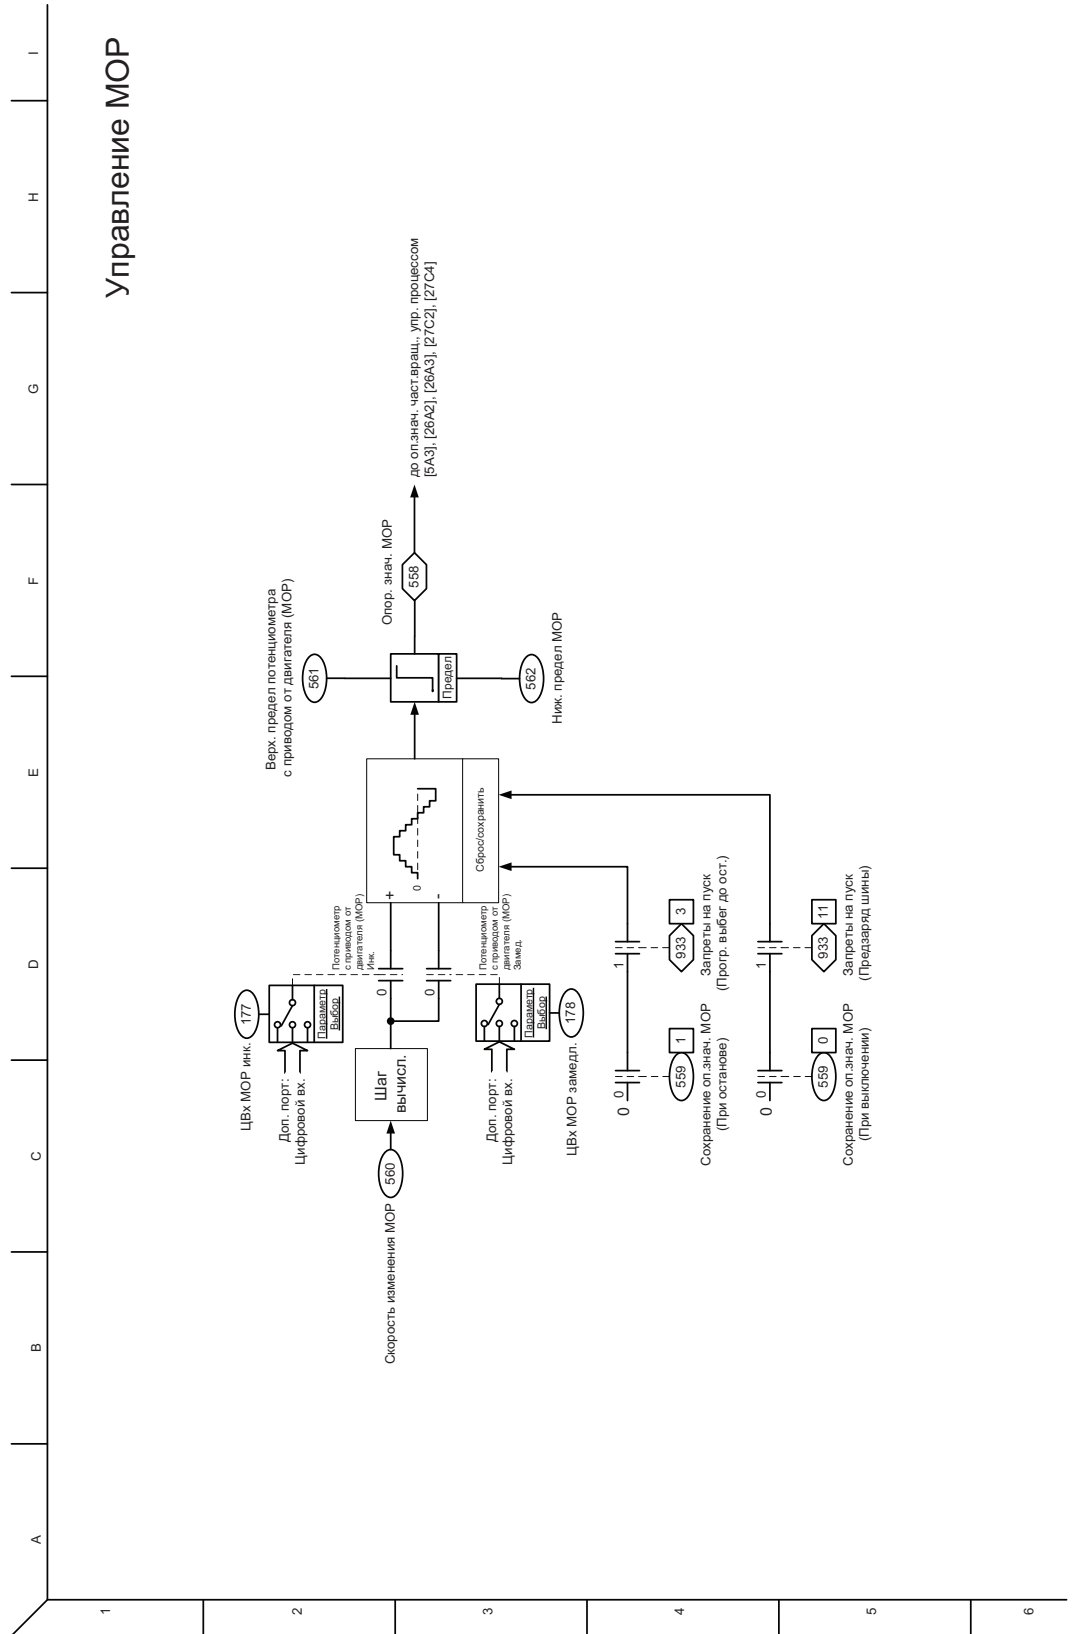 Управление MOP
A
B
C
D
E
F
G
H
I
1
2
3
4
5
6
ЦВх MOP инк.
177
Доп. порт:
Цифровой вх.
Параметр
Выбор
Потенциометр
с приводом от
двигателя (MOP)
Инк.
Верх. предел потенциометра
с приводом от двигателя (MOP)
561
Скорость изменения MOP
560
Шаг
вычисл.
0
0
+
-
0
Сброс/сохранить
Предел
Опор. знач. MOP
558
до оп.знач. част.вращ., упр. процессом
[5A3], [26A2], [26A3], [27C2], [27C4]
562
Ниж. предел MOP
Доп. порт:
Цифровой вх.
Параметр
Выбор
178
ЦВх MOP замедл.
Потенциометр
с приводом от
двигателя (MOP)
Замед.
0
0
1
559
1
Сохранение оп.знач. MOP
(При останове)
933
3
Запреты на пуск
(Прогр. выбег до ост.)
0
0
1
559
0
Сохранение оп.знач. MOP
(При выключении)
933
11
Запреты на пуск
(Предзаряд шины)